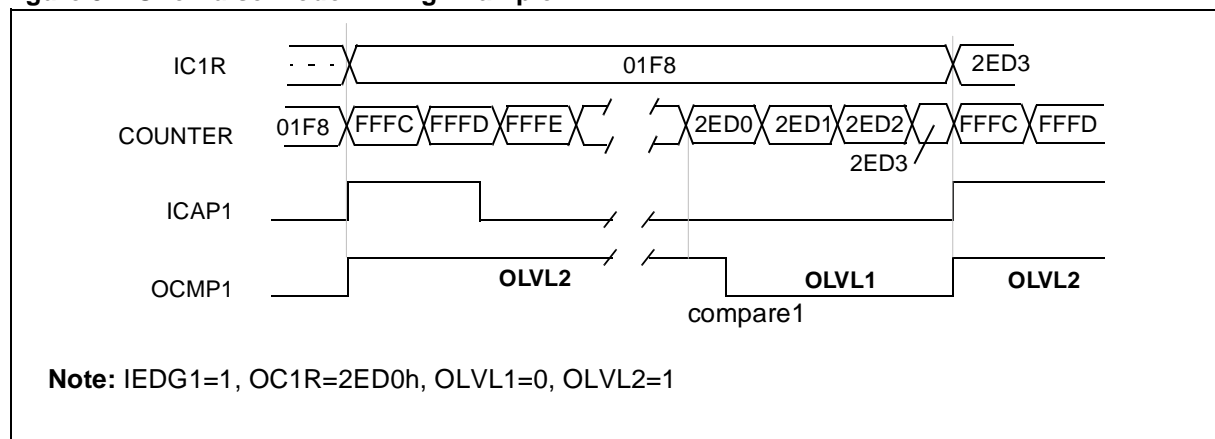 IC1R - - - 01F8 2ED3
COUNTER 01F8 FFFC FFFD FFFE 2ED0 2ED1 2ED2 FFFC FFFD
2ED3
ICAP1
OCMP1 OLVL2 OLVL1 OLVL2
compare1
Note: IEDG1=1, OC1R=2ED0h, OLVL1=0, OLVL2=1